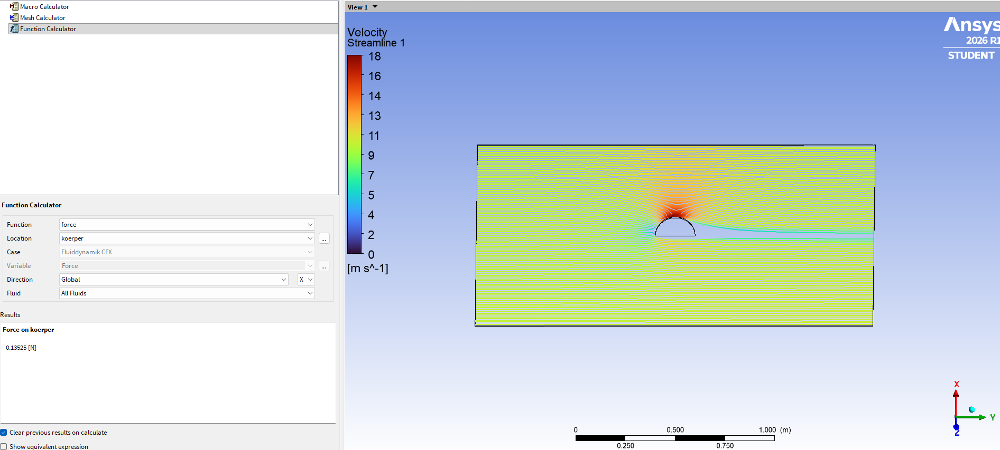 Macro Calculator
Mesh Calculator
Function Calculator
Function Calculator
Function force
Location koerper ...
Case Fluiddynamik CFX
Variable Force ...
Direction Global X
Fluid All Fluids
Results
Force on koerper
0.13525 [N]
Clear previous results on calculate
Show equivalent expression
View 1
Velocity
Streamline 1
18
16
14
13
11
9
7
5
4
2
0
[m s^-1]
Ansys
2026 R1
STUDENT
0 0.500 1.000 (m)
0.250 0.750
X
Y
Z